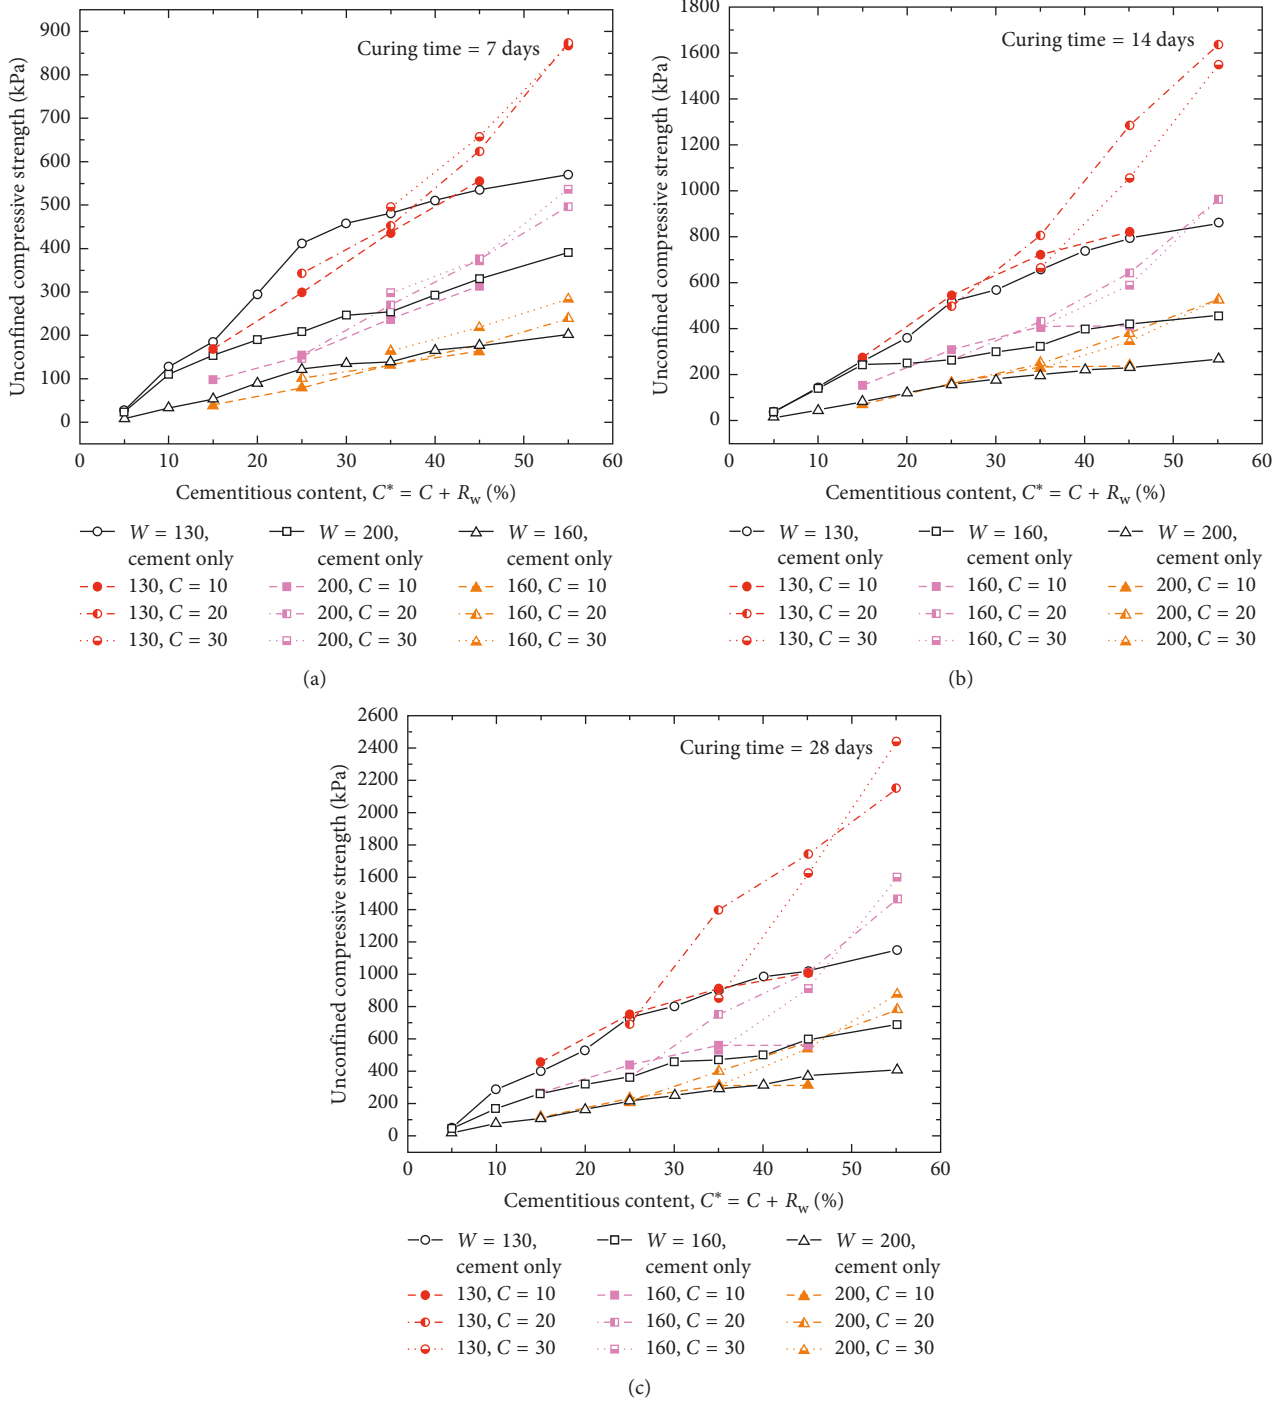 Curing time = 7 days
Unconfined compressive strength (kPa)
900
800
700
600
500
400
300
200
100
0
0 10 20 30 40 50 60
Cementitious content, C* = C + Rw (%)
W = 130, cement only
W = 200, cement only
W = 160, cement only
130, C = 10
200, C = 10
160, C = 10
130, C = 20
200, C = 20
160, C = 20
130, C = 30
200, C = 30
160, C = 30
(a)
Curing time = 14 days
Unconfined compressive strength (kPa)
1800
1600
1400
1200
1000
800
600
400
200
0
0 10 20 30 40 50 60
Cementitious content, C* = C + Rw (%)
W = 130, cement only
W = 160, cement only
W = 200, cement only
130, C = 10
160, C = 10
200, C = 10
130, C = 20
160, C = 20
200, C = 20
130, C = 30
160, C = 30
200, C = 30
(b)
Curing time = 28 days
Unconfined compressive strength (kPa)
2600
2400
2200
2000
1800
1600
1400
1200
1000
800
600
400
200
0
0 10 20 30 40 50 60
Cementitious content, C* = C + Rw (%)
W = 130, cement only
W = 160, cement only
W = 200, cement only
130, C = 10
160, C = 10
200, C = 10
130, C = 20
160, C = 20
200, C = 20
130, C = 30
160, C = 30
200, C = 30
(c)